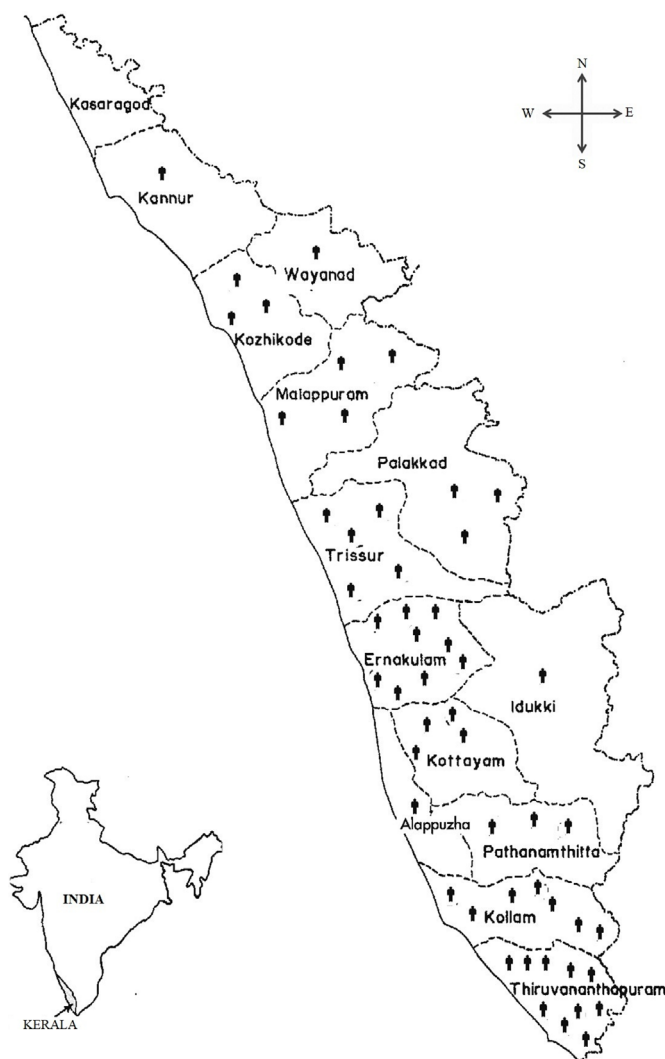 N
W
E
S
Kasaragod
Kannur
Wayanad
Kozhikode
Malappuram
Palakkad
Trissur
Ernakulam
Idukki
Kottayam
Alappuzha
Pathanamthitta
Kollam
Thiruvananthapuram
INDIA
KERALA